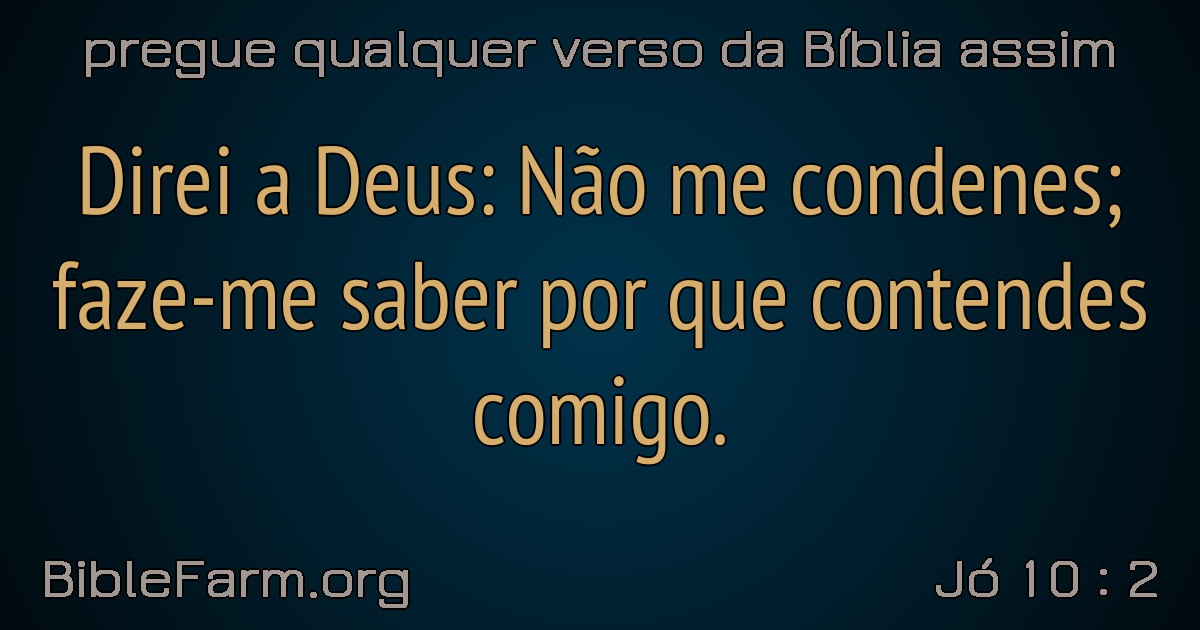 pregue qualquer verso da Bíblia assim
Direi a Deus: Não me condenes;
faze-me saber por que contendes
comigo.
BibleFarm.org
Jó 10 : 2